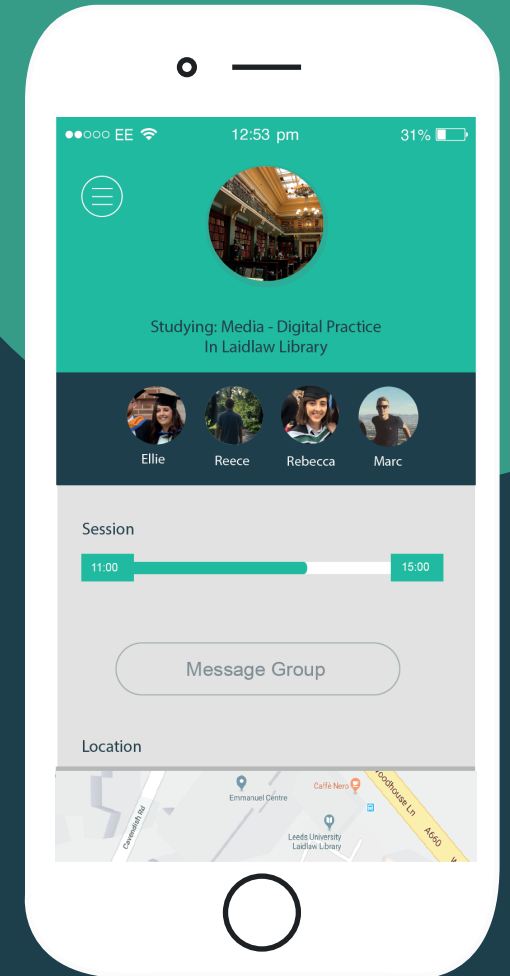 EE 12:53 pm 31%
Studying: Media - Digital Practice
In Laidlaw Library
Ellie Reece Rebecca Marc
Session
11:00 15:00
Message Group
Location
Emmanuel Centre
Caffè Nero
Woodhouse Ln
A660
Cavendish Rd
Leeds University
Laidlaw Library